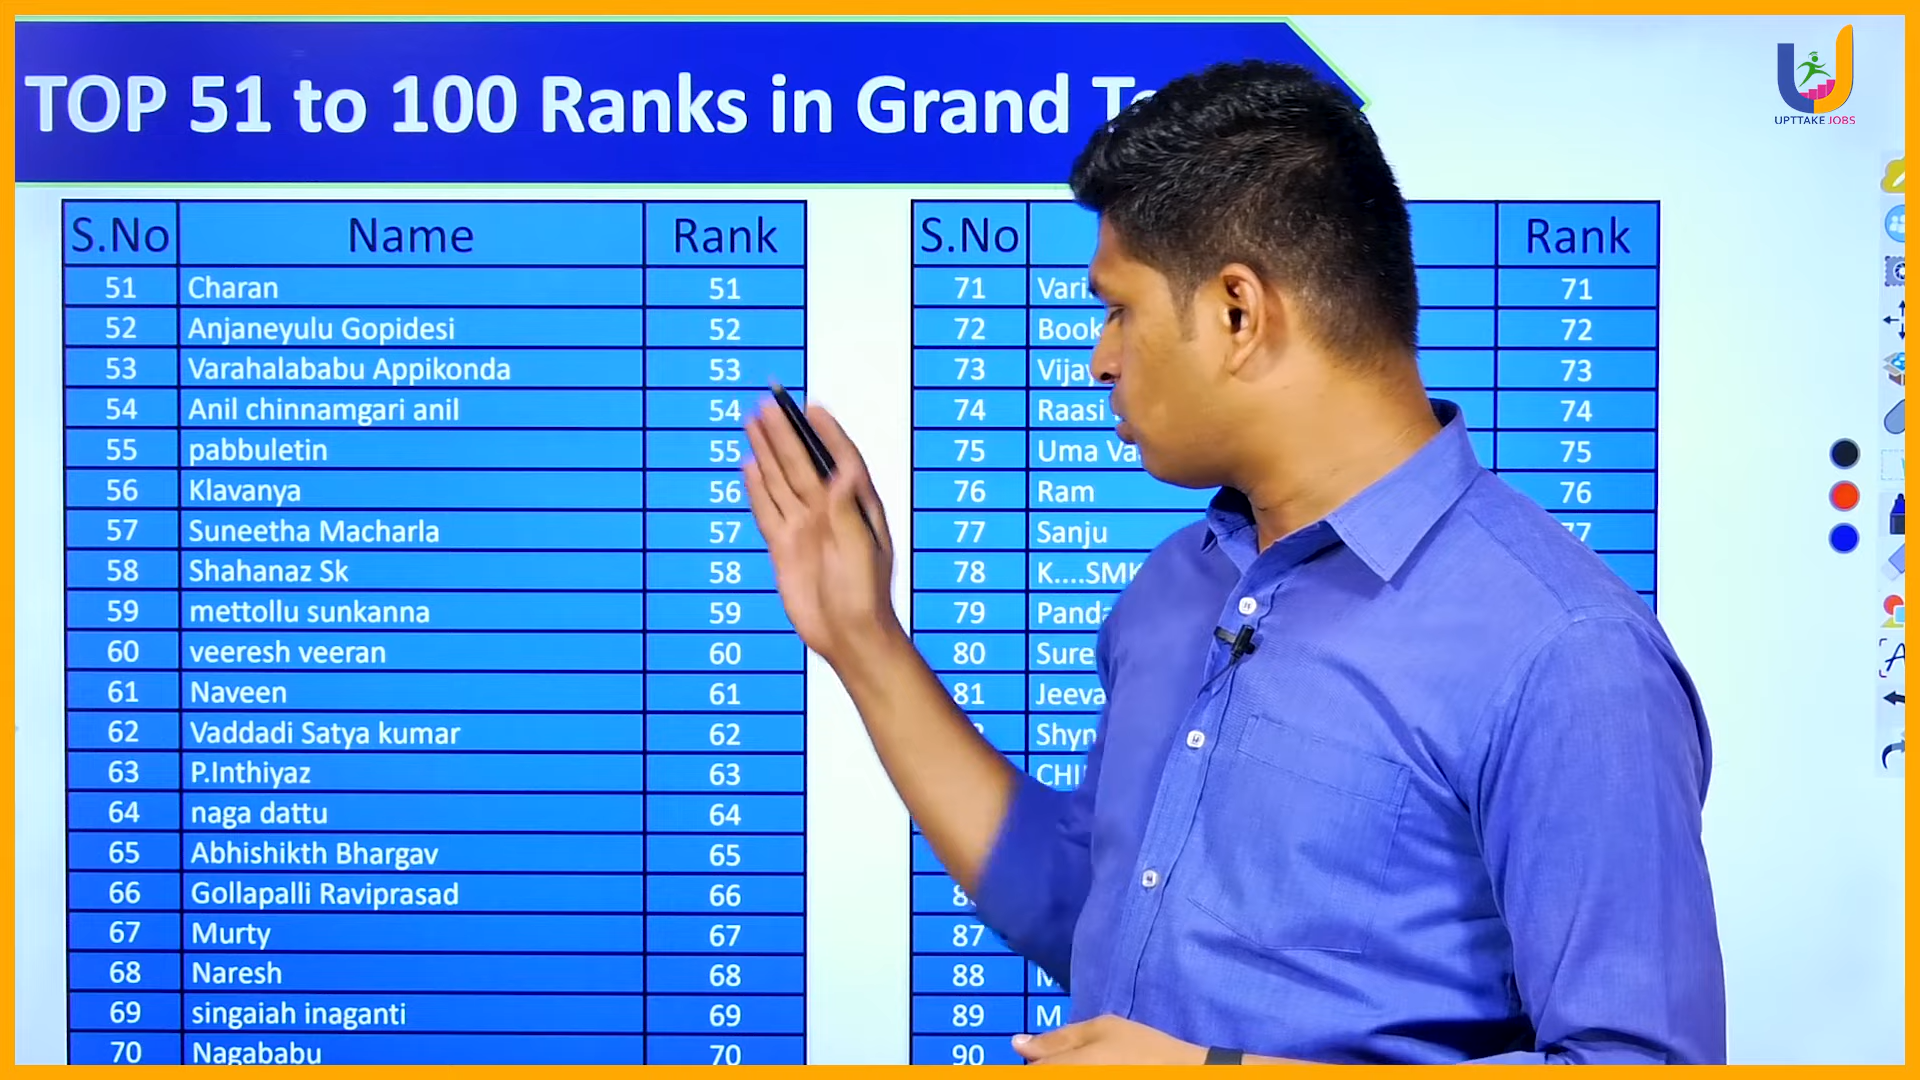 TOP 51 to 100 Ranks in Grand
UPTTAKE JOBS
S.No Name Rank
51 Charan 51
52 Anjaneyulu Gopidesi 52
53 Varahalababu Appikonda 53
54 Anil chinnamgari anil 54
55 pabbuletin 55
56 Klavanya 56
57 Suneetha Macharla 57
58 Shahanaz Sk 58
59 mettollu sunkanna 59
60 veeresh veeran 60
61 Naveen 61
62 Vaddadi Satya kumar 62
63 P.Inthiyaz 63
64 naga dattu 64
65 Abhishikth Bhargav 65
66 Gollapalli Raviprasad 66
67 Murty 67
68 Naresh 68
69 singaiah inaganti 69
70 Nagababu 70
S.No Rank
71 71
72 72
73 73
74 Raasi 74
75 Uma 75
76 Ram 76
77 Sanju
78
79
80
81
87
88
89 M
90